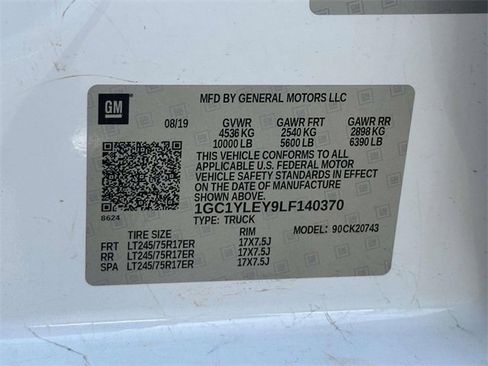 GM
MFD BY GENERAL MOTORS LLC
08/19 GVWR GAWR FRT GAWR RR
4536 KG 2540 KG 2898 KG
10000 LB 5600 LB 6390 LB
THIS VEHICLE CONFORMS TO ALL
APPLICABLE U.S. FEDERAL MOTOR
VEHICLE SAFETY STANDARDS IN
EFFECT ON THE DATE OF MANUFACTURE
SHOWN ABOVE.
1GC1YLEY9LF140370
8624 TYPE: TRUCK MODEL: 90CK20743
TIRE SIZE RIM
FRT LT245/75R17ER 17X7.5J
RR LT245/75R17ER 17X7.5J
SPA LT245/75R17ER 17X7.5J